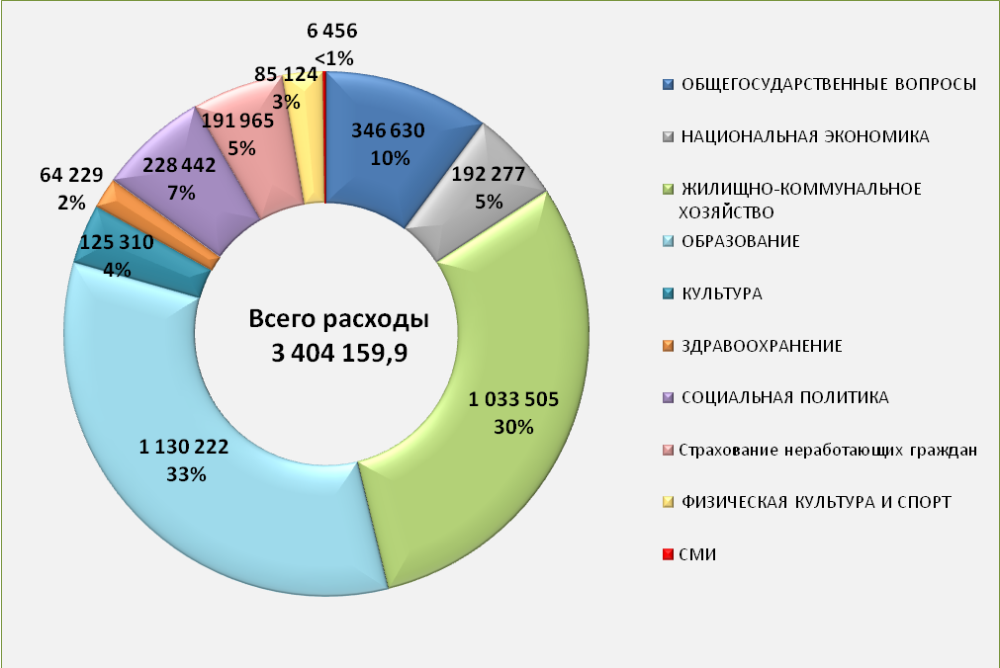 6 456
<1%
85 124
3%
346 630
10%
191 965
5%
192 277
5%
228 442
7%
64 229
2%
125 310
4%
Всего расходы
3 404 159,9
1 033 505
30%
1 130 222
33%
ОБЩЕГОСУДАРСТВЕННЫЕ ВОПРОСЫ
НАЦИОНАЛЬНАЯ ЭКОНОМИКА
ЖИЛИЩНО-КОММУНАЛЬНОЕ
ХОЗЯЙСТВО
ОБРАЗОВАНИЕ
КУЛЬТУРА
ЗДРАВООХРАНЕНИЕ
СОЦИАЛЬНАЯ ПОЛИТИКА
Страхование неработающих граждан
ФИЗИЧЕСКАЯ КУЛЬТУРА И СПОРТ
СМИ